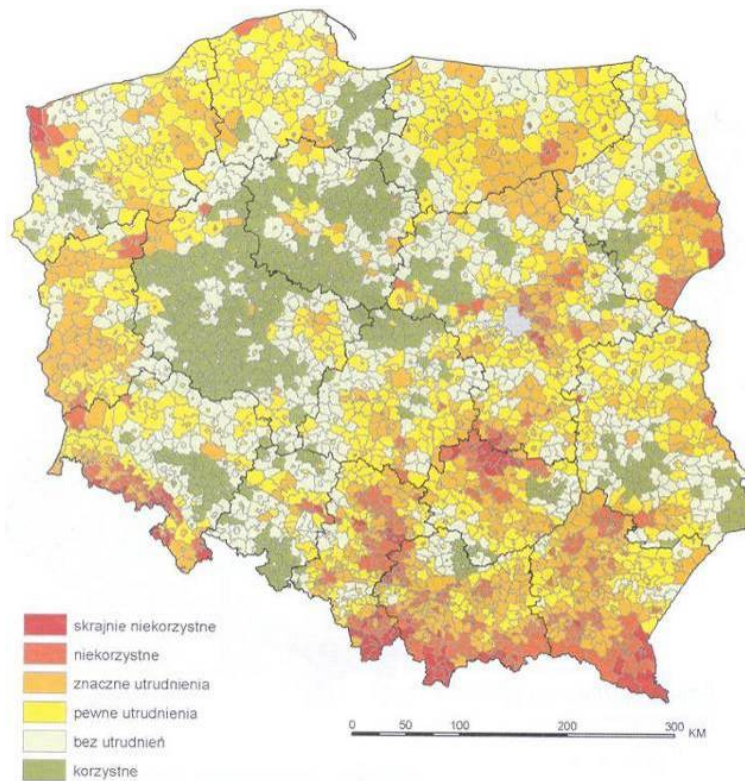 skrajnie niekorzystne
niekorzystne
znaczne utrudnienia
pewne utrudnienia
bez utrudnień
korzystne
0 50 100 200 300 KM